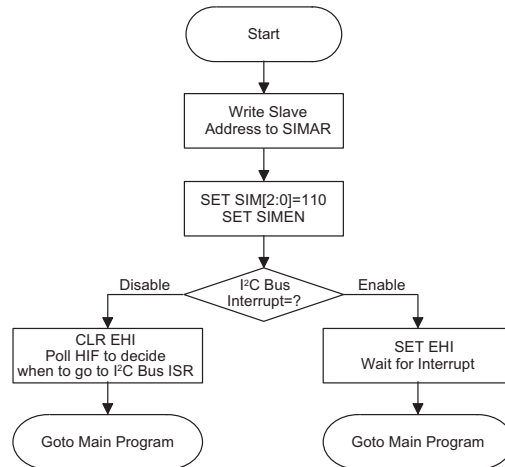 Start
Write Slave
Address to SIMAR
SET SIM[2:0]=110
SET SIMEN
I²C Bus
Interrupt=?
Disable
Enable
CLR EHI
Poll HIF to decide
when to go to I²C Bus ISR
SET EHI
Wait for Interrupt
Goto Main Program
Goto Main Program